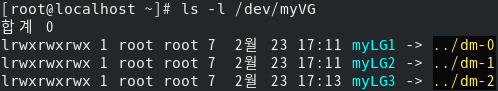 [root@localhost ~]# ls -l /dev/myVG
합계 0
lrwxrwxrwx 1 root root 7  2월 23 17:11 myLG1 -> ../dm-0
lrwxrwxrwx 1 root root 7  2월 23 17:11 myLG2 -> ../dm-1
lrwxrwxrwx 1 root root 7  2월 23 17:13 myLG3 -> ../dm-2